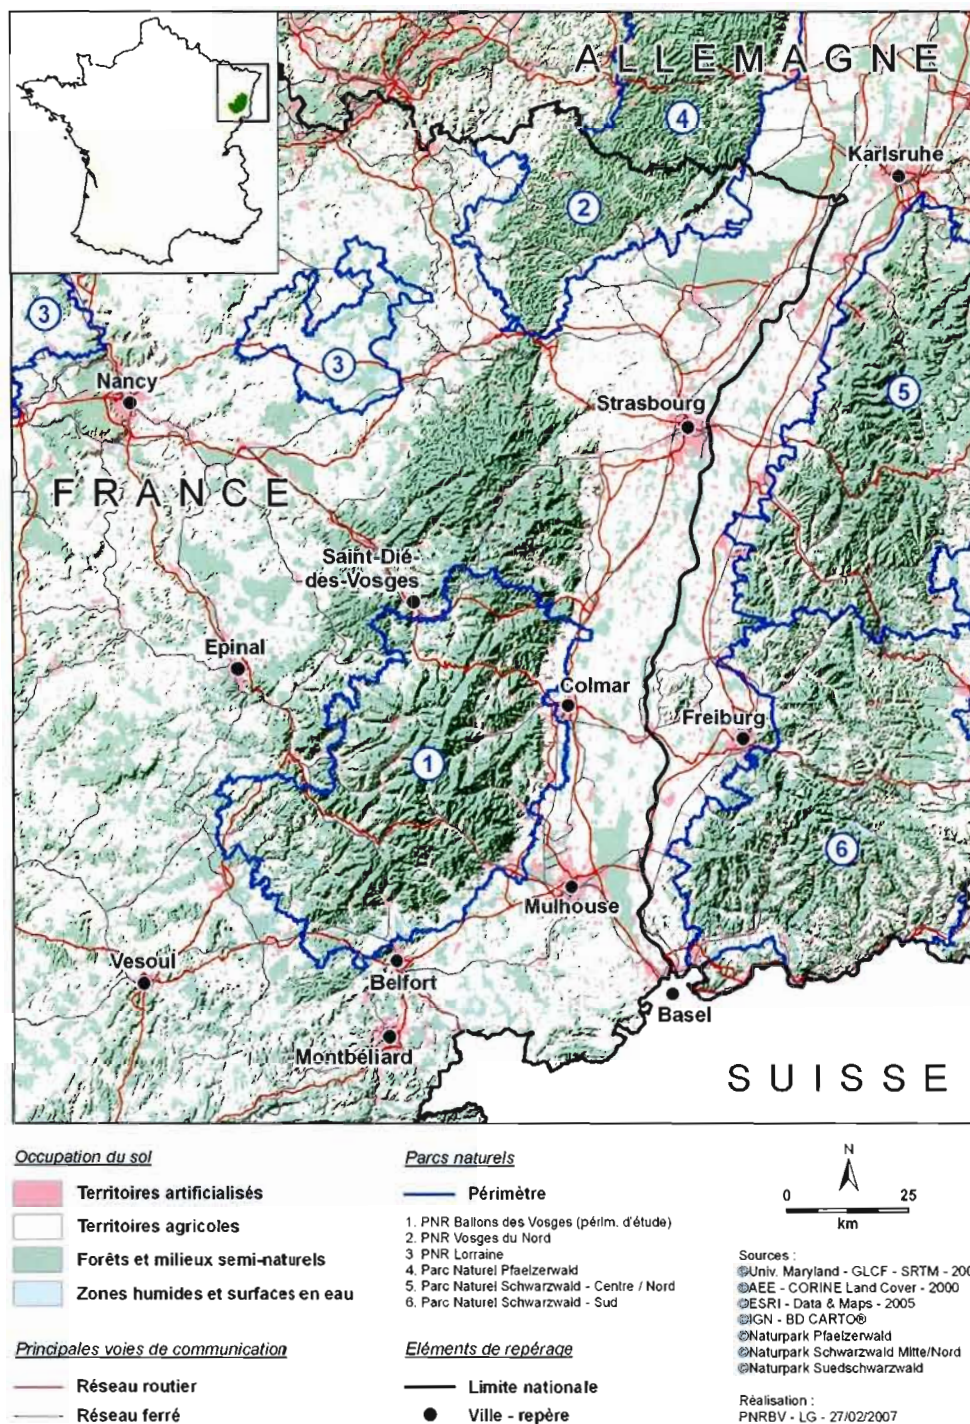 ALLEMAGNE
4
Karlsruhe
2
3
3
Nancy
5
Strasbourg
FRANCE
Saint-Dié-
des-Vosges
Epinal
Colmar
Freiburg
1
6
Mulhouse
Vesoul
Belfort
Basel
Montbéliard
SUISSE
Occupation du sol
Territoires artificialisés
Territoires agricoles
Forêts et milieux semi-naturels
Zones humides et surfaces en eau
Principales voies de communication
Réseau routier
Réseau ferré
Parcs naturels
Périmètre
1. PNR Ballons des Vosges (périm. d'étude)
2. PNR Vosges du Nord
3 PNR Lorraine
4. Parc Naturel Pfaelzerwald
5. Parc Naturel Schwarzwald - Centre / Nord
6. Parc Naturel Schwarzwald - Sud
Eléments de repérage
Limite nationale
Ville - repère
N
0 25
km
Sources :
©Univ. Maryland - GLCF - SRTM -
©AEE - CORINE Land Cover - 2000
©ESRI - Data & Maps - 2005
©IGN - BD CARTO®
©Naturpark Pfaelzerwald
©Naturpark Schwarzwald Mitte/Nord
©Naturpark Suedschwarzwald
Réalisation :
PNRBV - LG - 27/02/2007